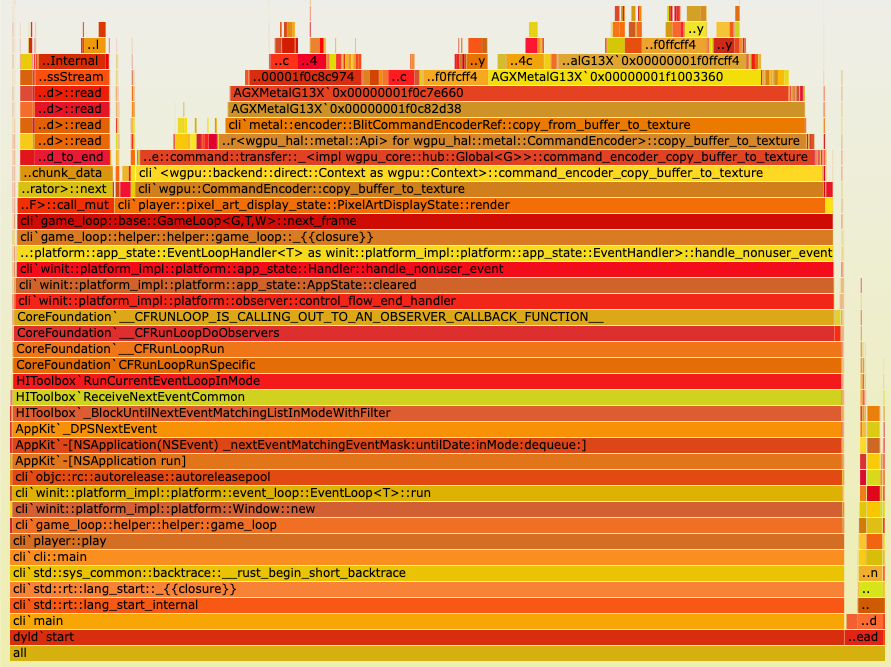 ..l
..y
..f0ffcff4 ..y
..Internal ..c ..4 ..y ..4c ..alG13X`0x00000001f0ffcff4
..ssStream ..00001f0c8c974 ..c ..f0ffcff4 AGXMetalG13X`0x00000001f1003360
..d>::read AGXMetalG13X`0x00000001f0c7e660
..d>::read AGXMetalG13X`0x00000001f0c82d38
..d>::read cli`metal::encoder::BlitCommandEncoderRef::copy_from_buffer_to_texture
..d>::read ..r<wgpu_hal::metal::Api> for wgpu_hal::metal::CommandEncoder>::copy_buffer_to_texture
..d_to_end ..e::command::transfer::_<impl wgpu_core::hub::Global<G>>::command_encoder_copy_buffer_to_texture
..chunk_data cli`<wgpu::backend::direct::Context as wgpu::Context>::command_encoder_copy_buffer_to_texture
..rator>::next cli`wgpu::CommandEncoder::copy_buffer_to_texture
..F>::call_mut cli`player::pixel_art_display_state::PixelArtDisplayState::render
cli`game_loop::base::GameLoop<G,T,W>::next_frame
cli`game_loop::helper::helper::game_loop::_{{closure}}
..:platform::app_state::EventLoopHandler<T> as winit::platform_impl::platform::app_state::EventHandler>::handle_nonuser_event
cli`winit::platform_impl::platform::app_state::Handler::handle_nonuser_event
cli`winit::platform_impl::platform::app_state::AppState::cleared
cli`winit::platform_impl::platform::observer::control_flow_end_handler
CoreFoundation`__CFRUNLOOP_IS_CALLING_OUT_TO_AN_OBSERVER_CALLBACK_FUNCTION__
CoreFoundation`__CFRunLoopDoObservers
CoreFoundation`__CFRunLoopRun
CoreFoundation`CFRunLoopRunSpecific
HIToolbox`RunCurrentEventLoopInMode
HIToolbox`ReceiveNextEventCommon
HIToolbox`_BlockUntilNextEventMatchingListInModeWithFilter
AppKit`_DPSNextEvent
AppKit`-[NSApplication(NSEvent) _nextEventMatchingEventMask:untilDate:inMode:dequeue:]
AppKit`-[NSApplication run]
cli`objc::rc::autorelease::autoreleasepool
cli`winit::platform_impl::platform::event_loop::EventLoop<T>::run
cli`winit::platform_impl::platform::Window::new
cli`game_loop::helper::helper::game_loop
cli`player::play
cli`cli::main
cli`std::sys_common::backtrace::__rust_begin_short_backtrace ..n
cli`std::rt::lang_start::_{{closure}} ..
cli`std::rt::lang_start_internal ..
cli`main ..d
dyld`start ..ead
all